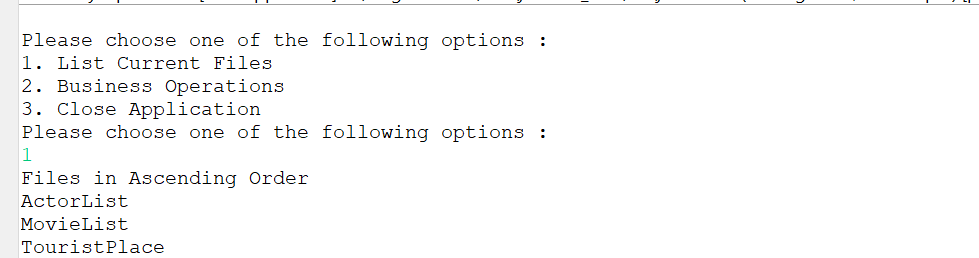 Please choose one of the following options :
1. List Current Files
2. Business Operations
3. Close Application
Please choose one of the following options :
1
Files in Ascending Order
ActorList
MovieList
TouristPlace